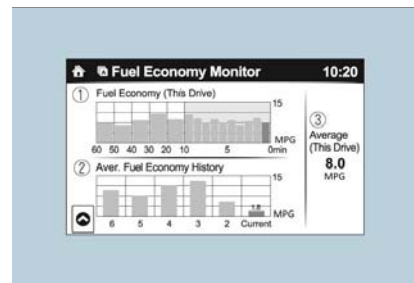 Fuel Economy Monitor 10:20
① Fuel Economy (This Drive)
15
MPG
60 50 40 30 20 10 5 0min
② Aver. Fuel Economy History
15
1.8
MPG
6 5 4 3 2 Current
③
Average
(This Drive)
8.0
MPG